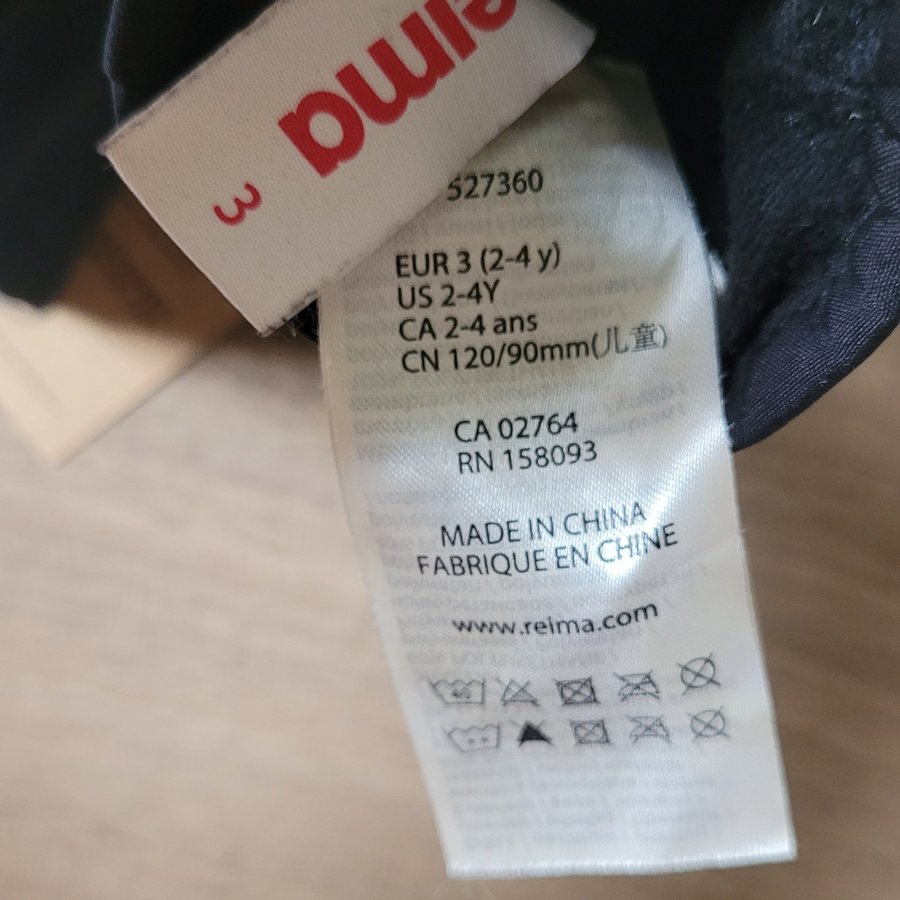 eima
3
527360
EUR 3 (2-4 y)
US 2-4Y
CA 2-4 ans
CN 120/90mm(儿童)
CA 02764
RN 158093
MADE IN CHINA
FABRIQUE EN CHINE
www.reima.com